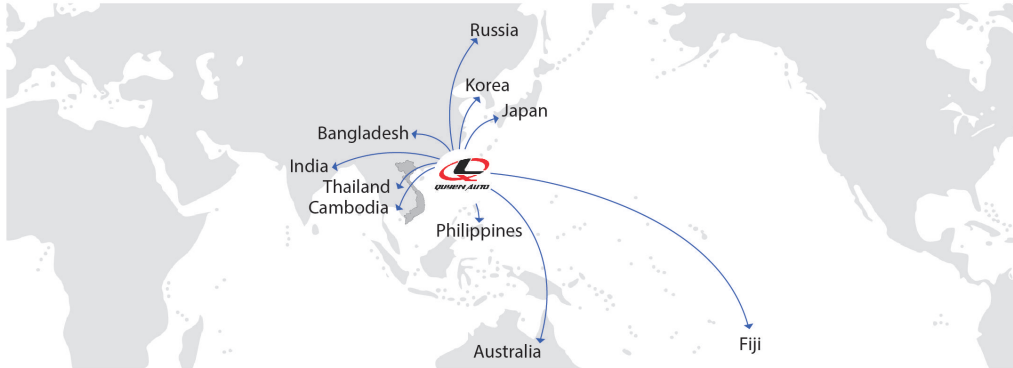 Russia
Korea
Japan
Bangladesh
India
Thailand
Cambodia
QUYEN AUTO
Philippines
Australia
Fiji